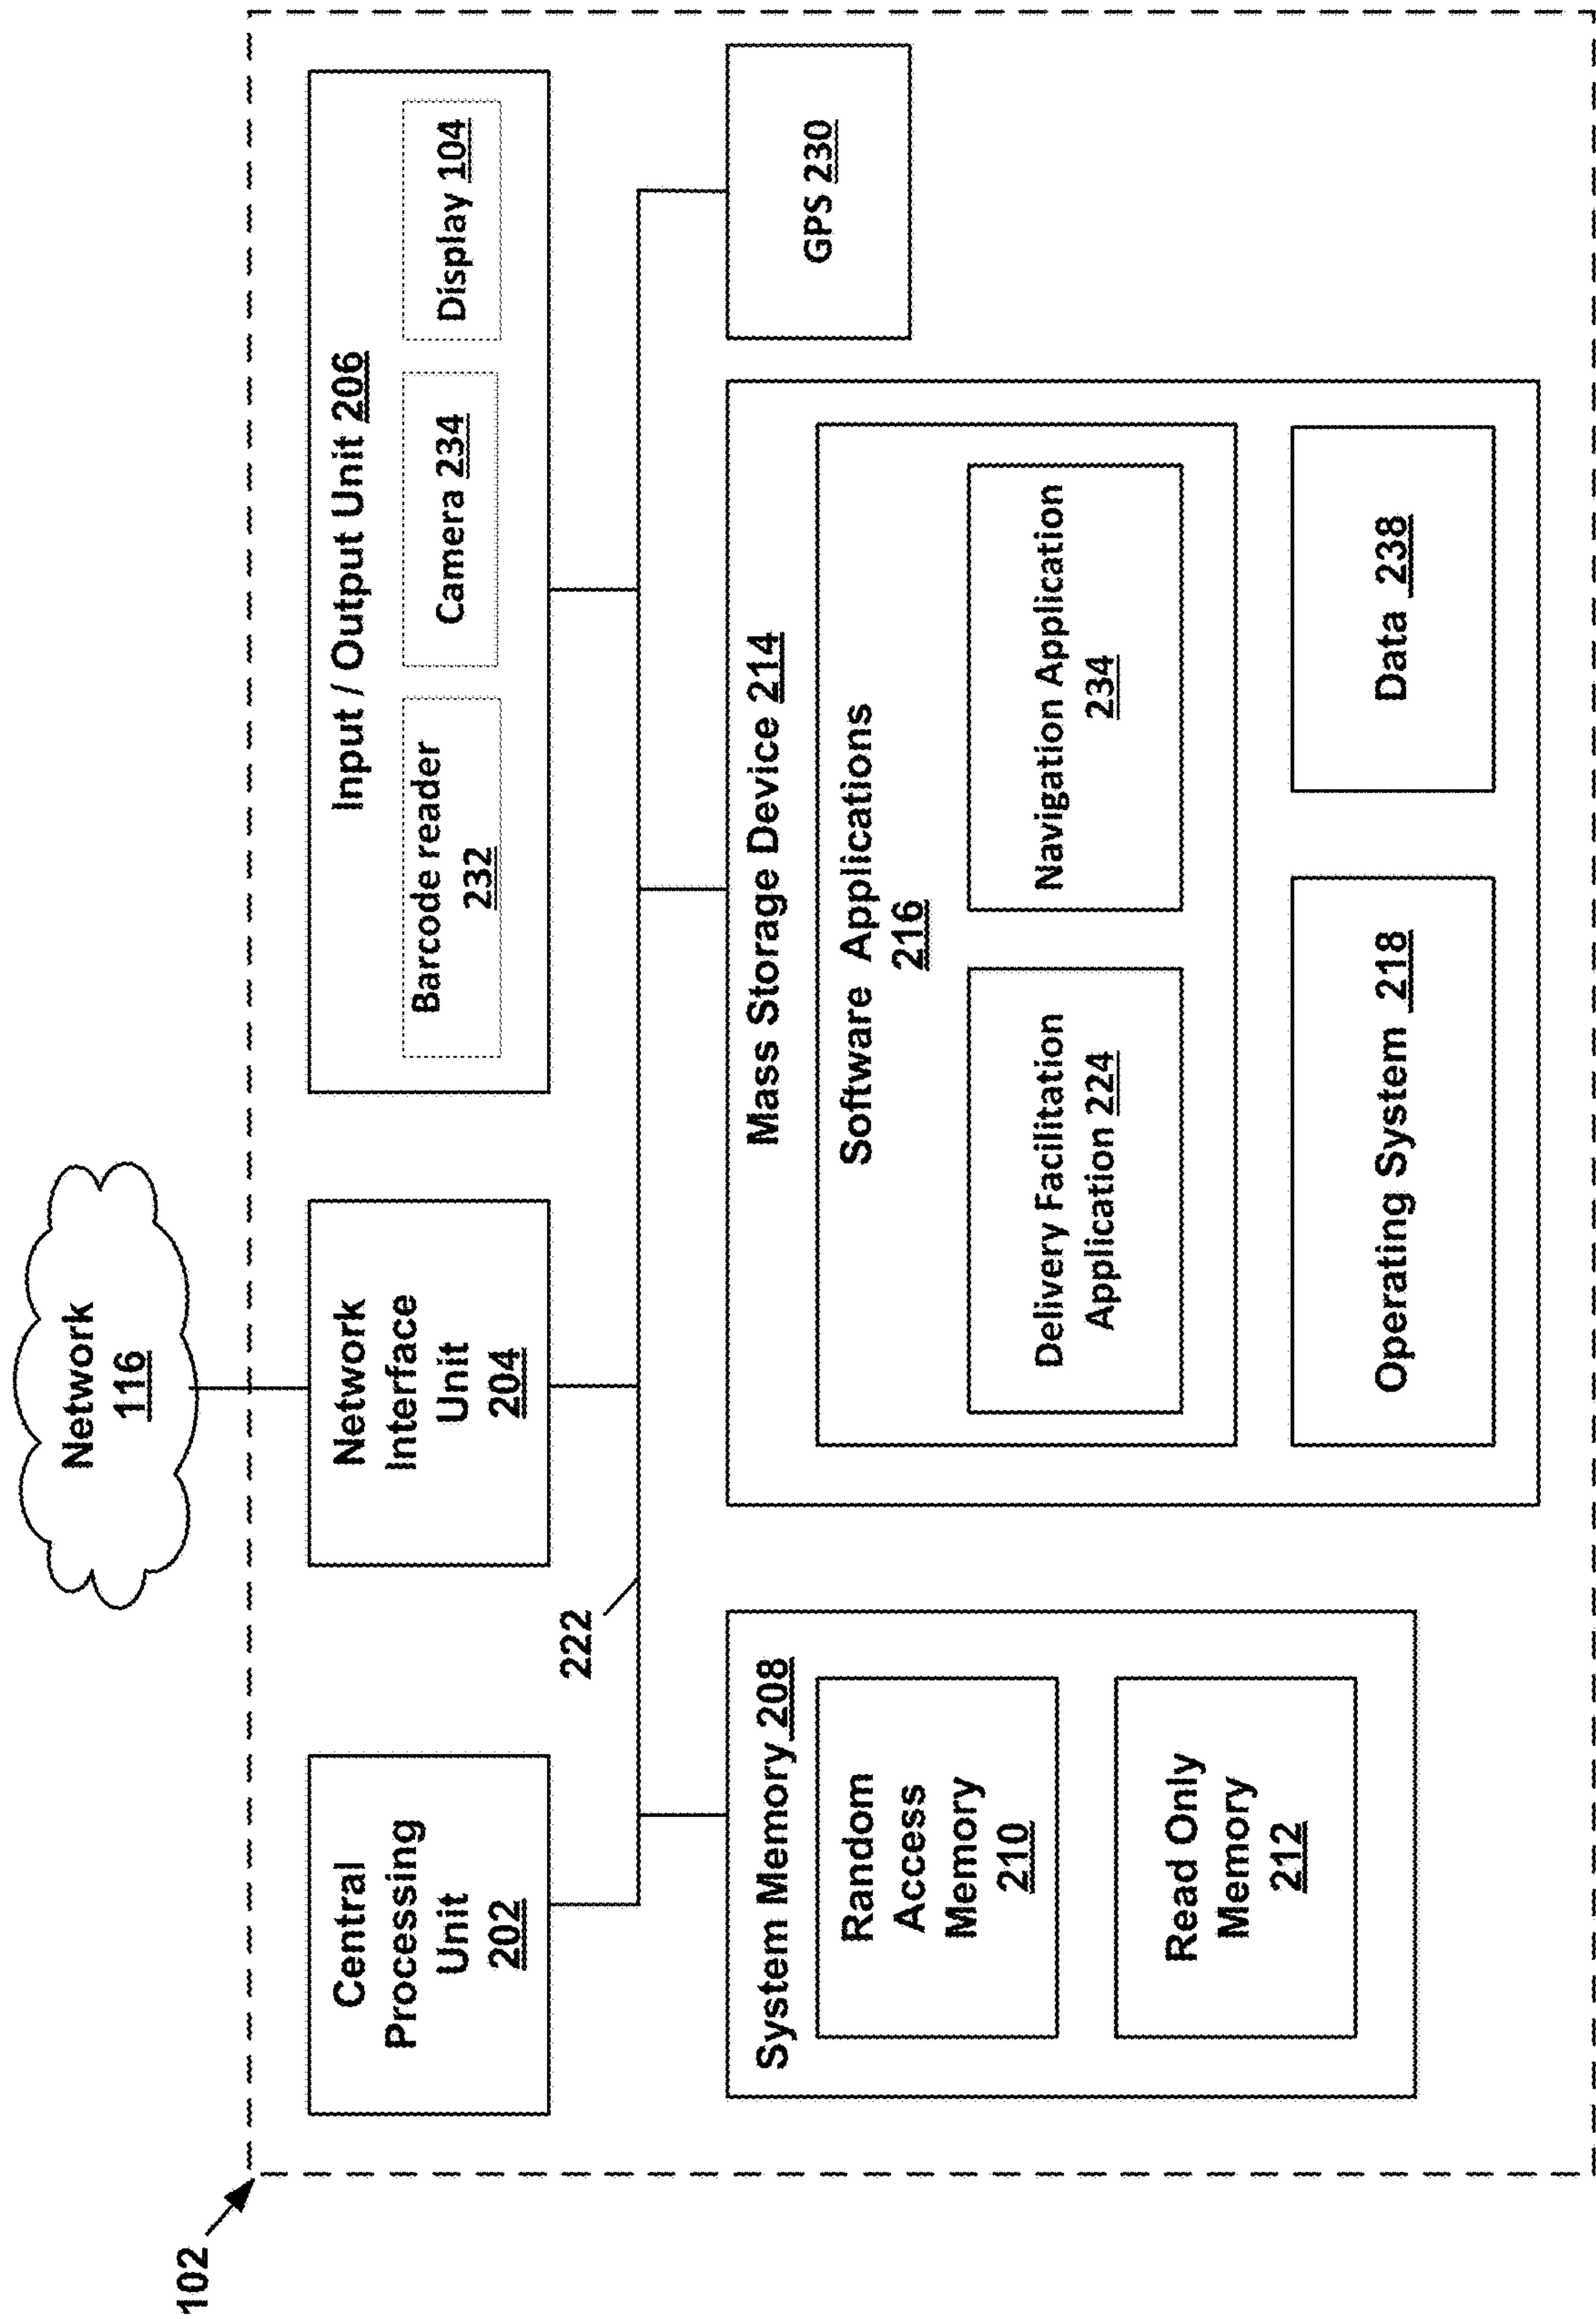 102
Network
116
Central
Processing
Unit
202
Network
Interface
Unit
204
Input / Output Unit 206
Barcode reader
232
Camera 234
Display 104
222
System Memory 208
Random
Access
Memory
210
Read Only
Memory
212
Mass Storage Device 214
Software Applications
216
Delivery Facilitation
Application 224
Navigation Application
234
Operating System 218
Data 238
GPS 230